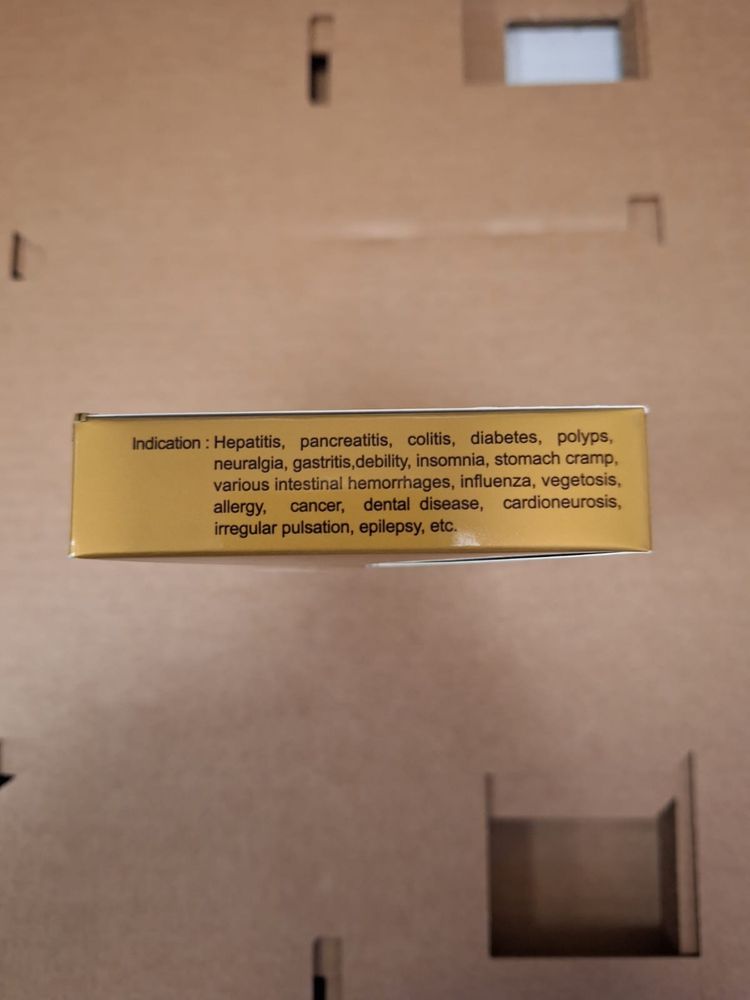 Indication : Hepatitis, pancreatitis, colitis, diabetes, polyps,
neuralgia, gastritis,debility, insomnia, stomach cramp,
various intestinal hemorrhages, influenza, vegetosis,
allergy, cancer, dental disease, cardioneurosis,
irregular pulsation, epilepsy, etc.